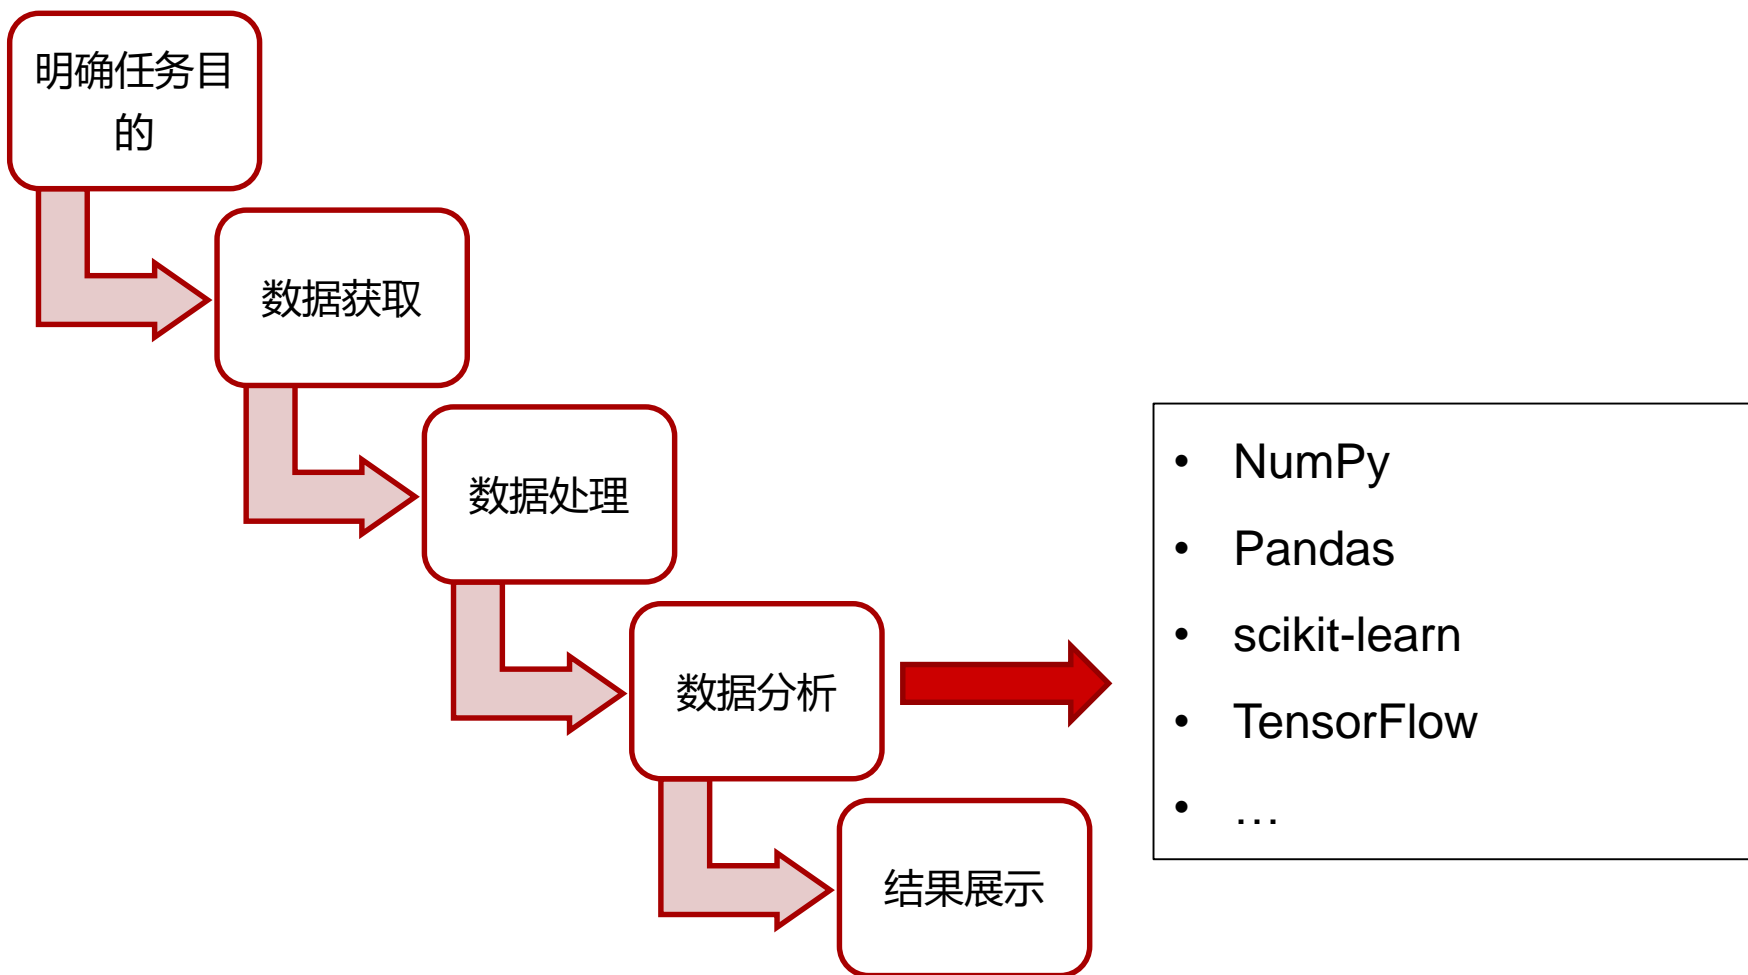 明确任务目
的
数据获取
数据处理
数据分析
结果展示
• NumPy
• Pandas
• scikit-learn
• TensorFlow
• …